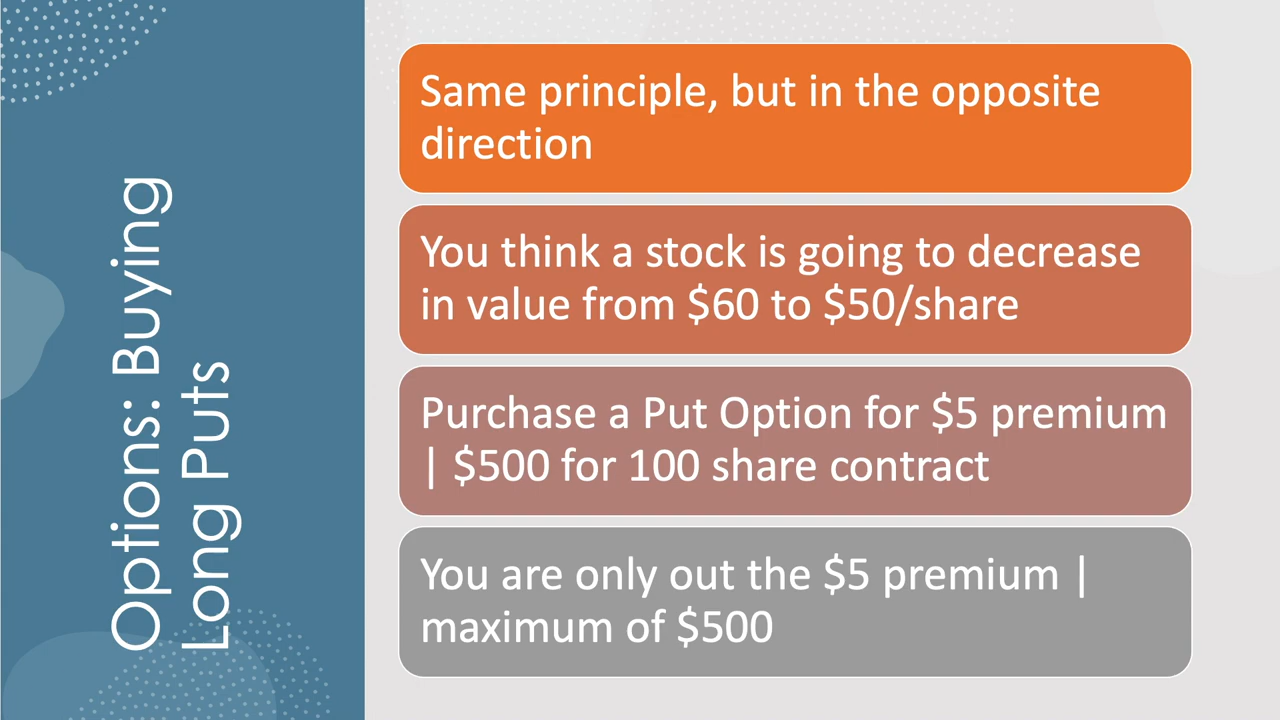 Options: Buying
Long Puts
Same principle, but in the opposite
direction
You think a stock is going to decrease
in value from $60 to $50/share
Purchase a Put Option for $5 premium
| $500 for 100 share contract
You are only out the $5 premium |
maximum of $500